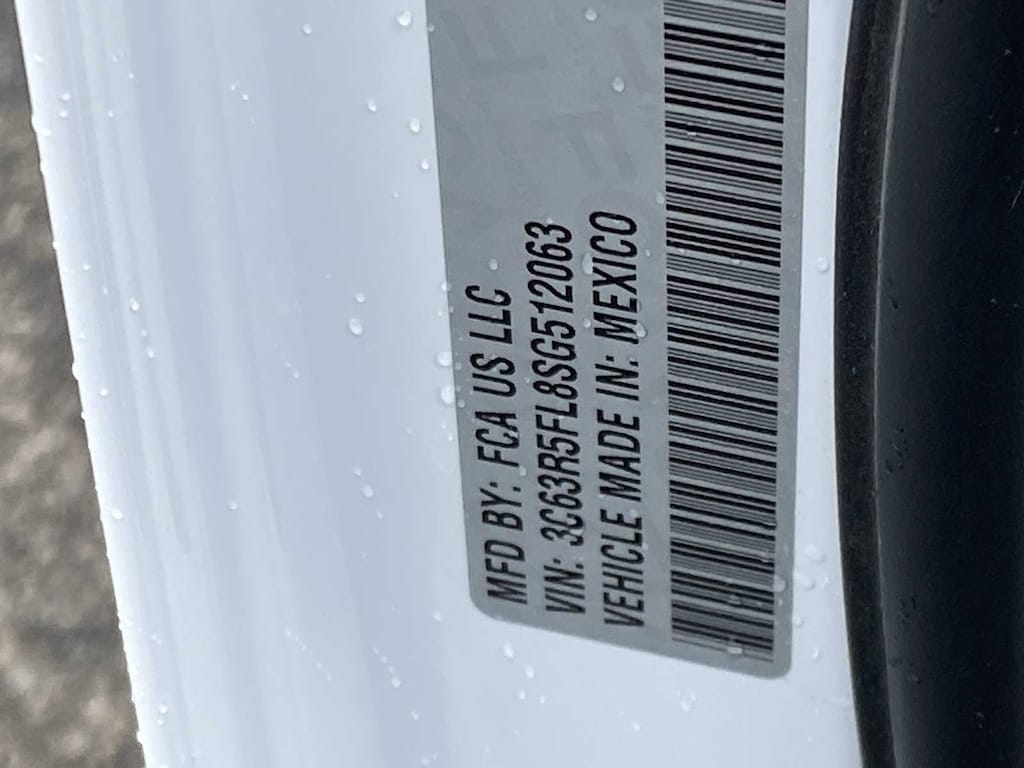 MFD BY: FCA US LLC
VIN: 3C63R5FL8SG512063
VEHICLE MADE IN: MEXICO